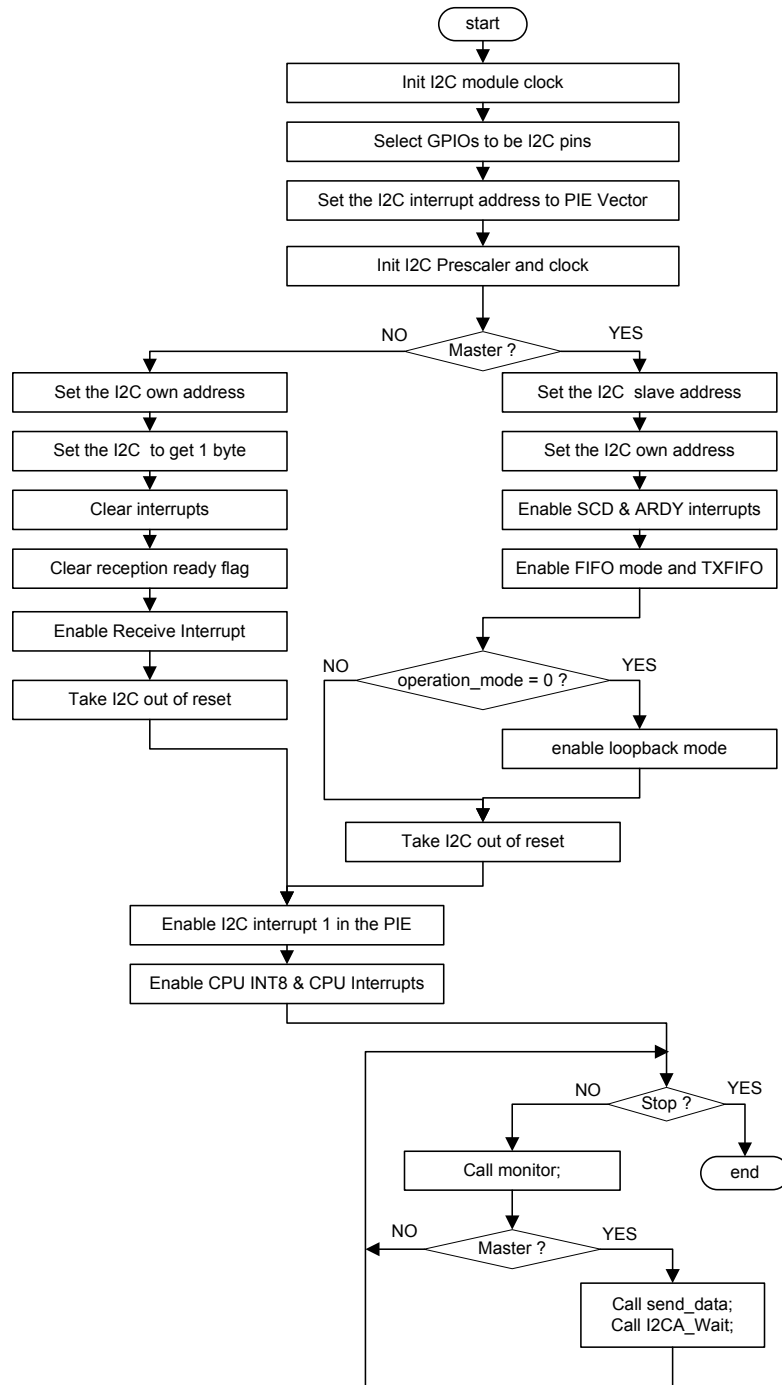 start
Init I2C module clock
Select GPIOs to be I2C pins
Set the I2C interrupt address to PIE Vector
Init I2C Prescaler and clock
NO
Master ?
YES
Set the I2C own address
Set the I2C to get 1 byte
Clear interrupts
Clear reception ready flag
Enable Receive Interrupt
Take I2C out of reset
Set the I2C slave address
Set the I2C own address
Enable SCD & ARDY interrupts
Enable FIFO mode and TXFIFO
NO
operation_mode = 0 ?
YES
enable loopback mode
Take I2C out of reset
Enable I2C interrupt 1 in the PIE
Enable CPU INT8 & CPU Interrupts
NO
Stop ?
YES
Call monitor;
end
NO
Master ?
YES
Call send_data;
Call I2CA_Wait;